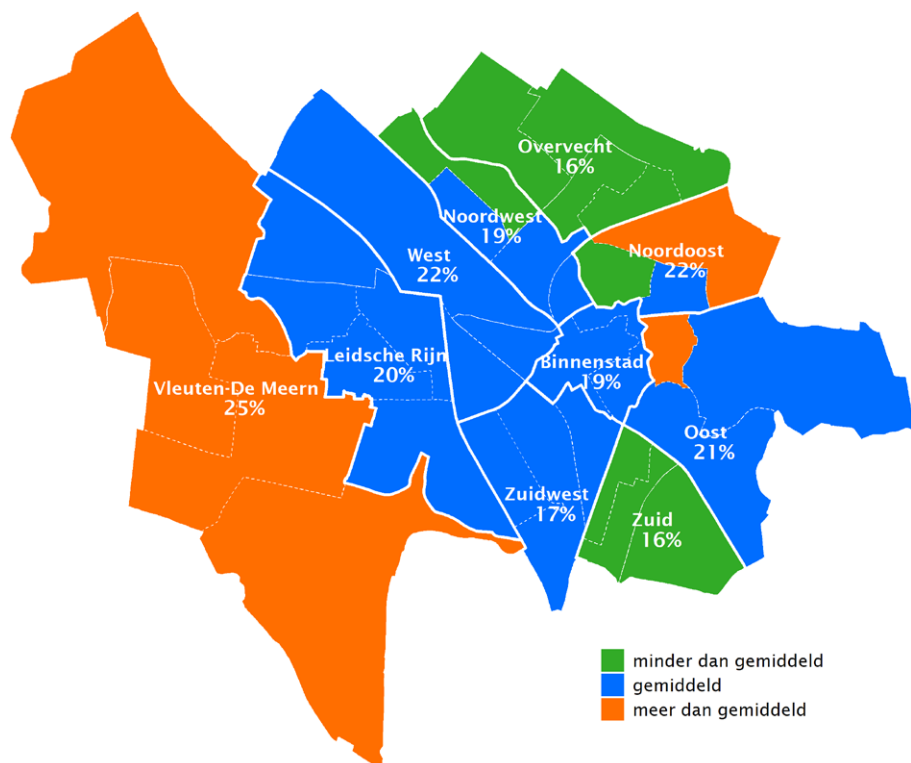 Overvecht
16%
Noordwest
19%
Noordoost
22%
West
22%
Leidsche Rijn
20%
Binnenstad
19%
Vleuten-De Meern
25%
Oost
21%
Zuidwest
17%
Zuid
16%
minder dan gemiddeld
gemiddeld
meer dan gemiddeld